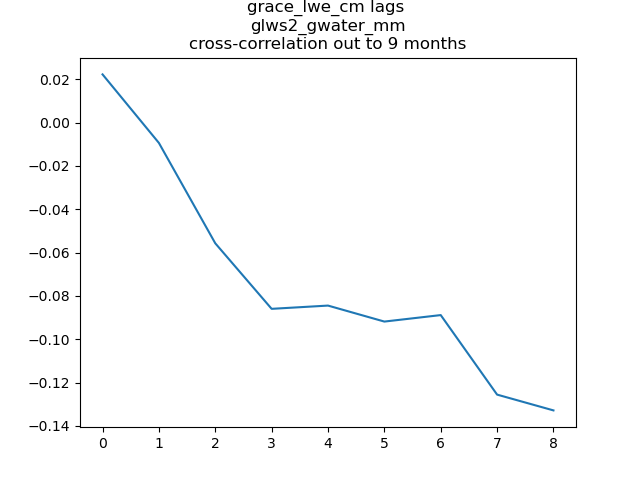 grace_lwe_cm lags
glws2_gwater_mm
cross-correlation out to 9 months
0.02
0.00
−0.02
−0.04
−0.06
−0.08
−0.10
−0.12
−0.14
0 1 2 3 4 5 6 7 8